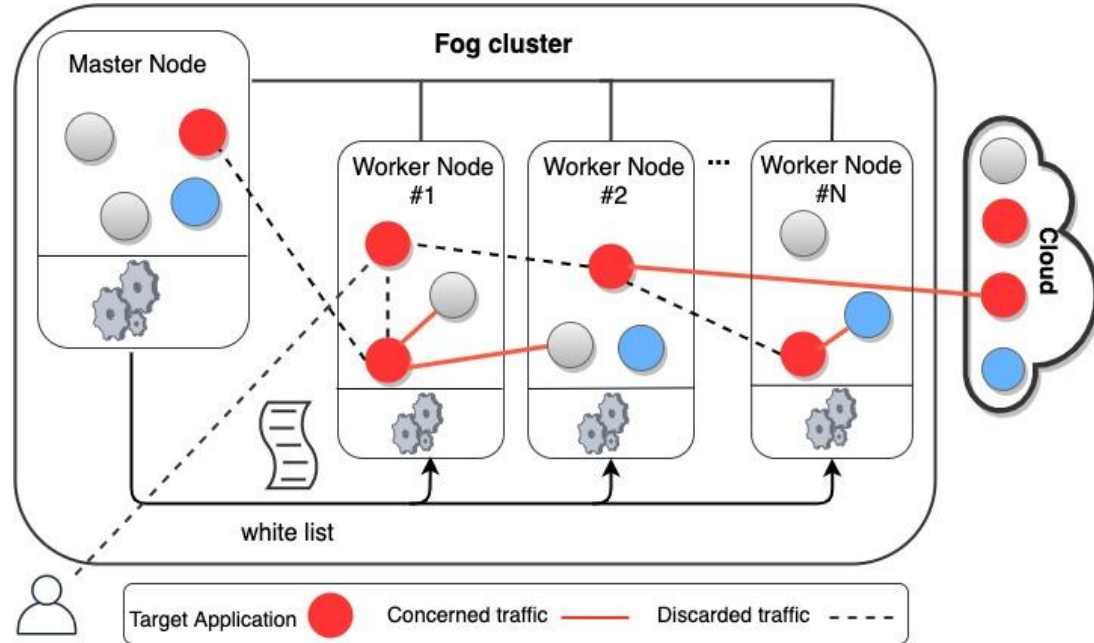 Fog cluster
Master Node
Worker Node
#1
Worker Node
#2
...
Worker Node
#N
Cloud
white list
Target Application
Concerned traffic
Discarded traffic